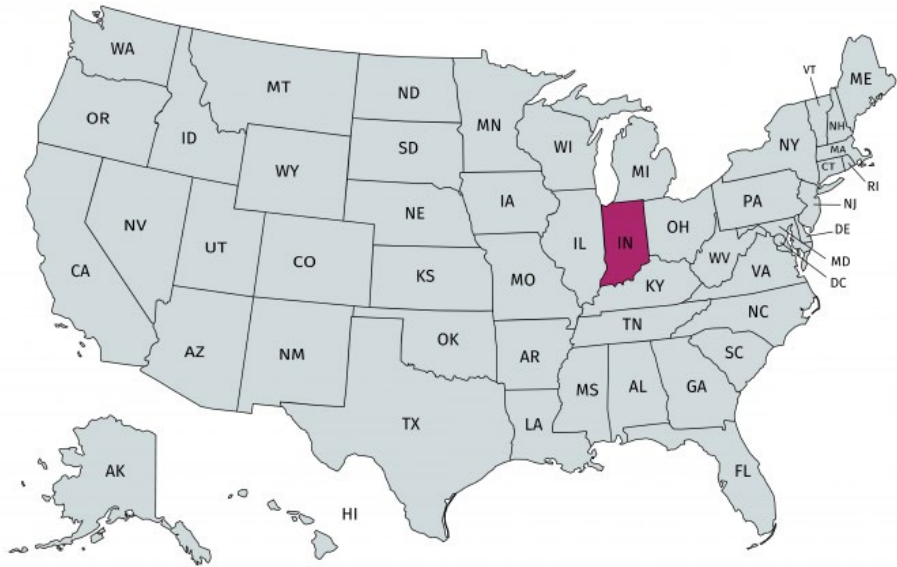 WA
MT
ND
MN
OR
ID
SD
WI
WY
MI
VT
ME
NH
NY
MA
CT
RI
IA
NE
PA
NJ
NV
UT
CO
IL
IN
OH
DE
MD
DC
WV
VA
CA
KS
MO
KY
NC
TN
OK
AZ
NM
AR
SC
MS
AL
GA
TX
LA
AK
FL
HI